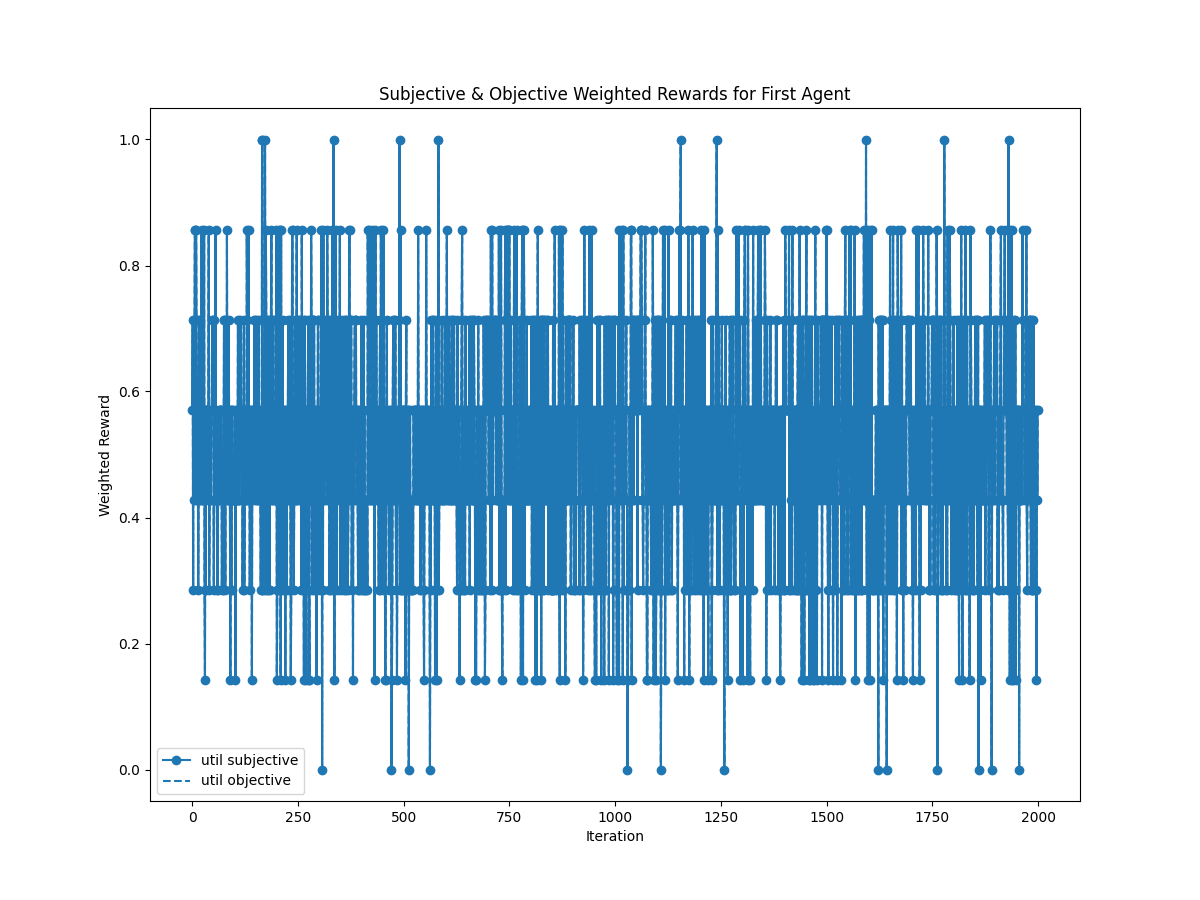 Subjective & Objective Weighted Rewards for First Agent
1.0
0.8
0.6
0.4
0.2
0.0
Weighted Reward
util subjective
util objective
0 250 500 750 1000 1250 1500 1750 2000
Iteration